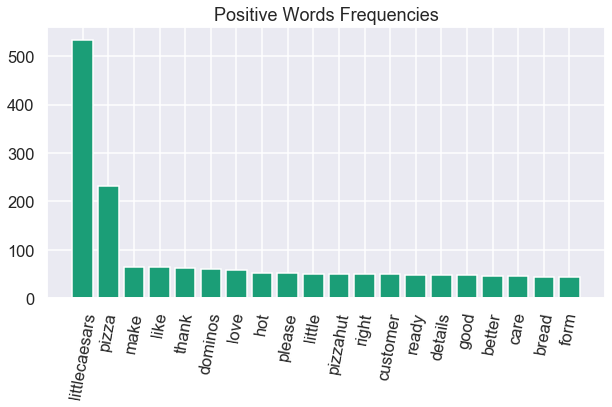 Positive Words Frequencies
500
400
300
200
100
0
littlecaesars
pizza
make
like
thank
dominos
love
hot
please
little
pizzahut
right
customer
ready
details
good
better
care
bread
form